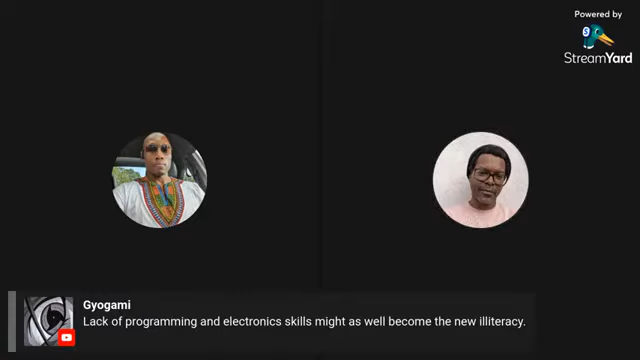 Powered by
StreamYard
Gyogami
Lack of programming and electronics skills might as well become the new illiteracy.